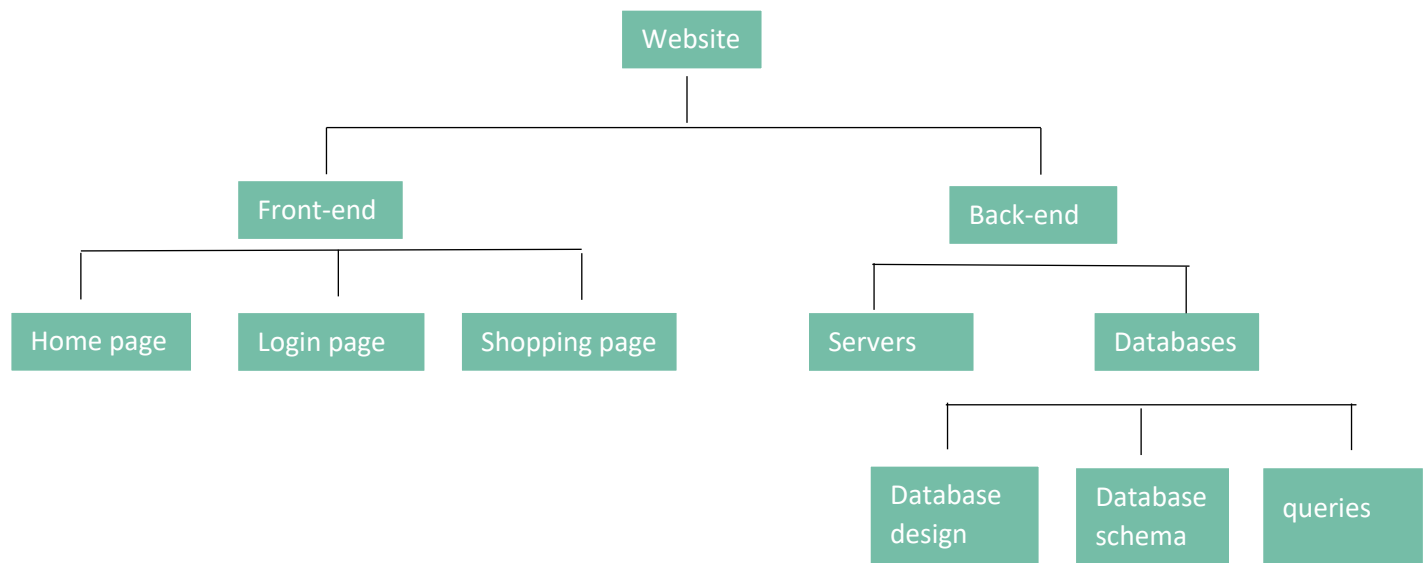 Website
Front-end
Back-end
Home page
Login page
Shopping page
Servers
Databases
Database
design
Database
schema
queries